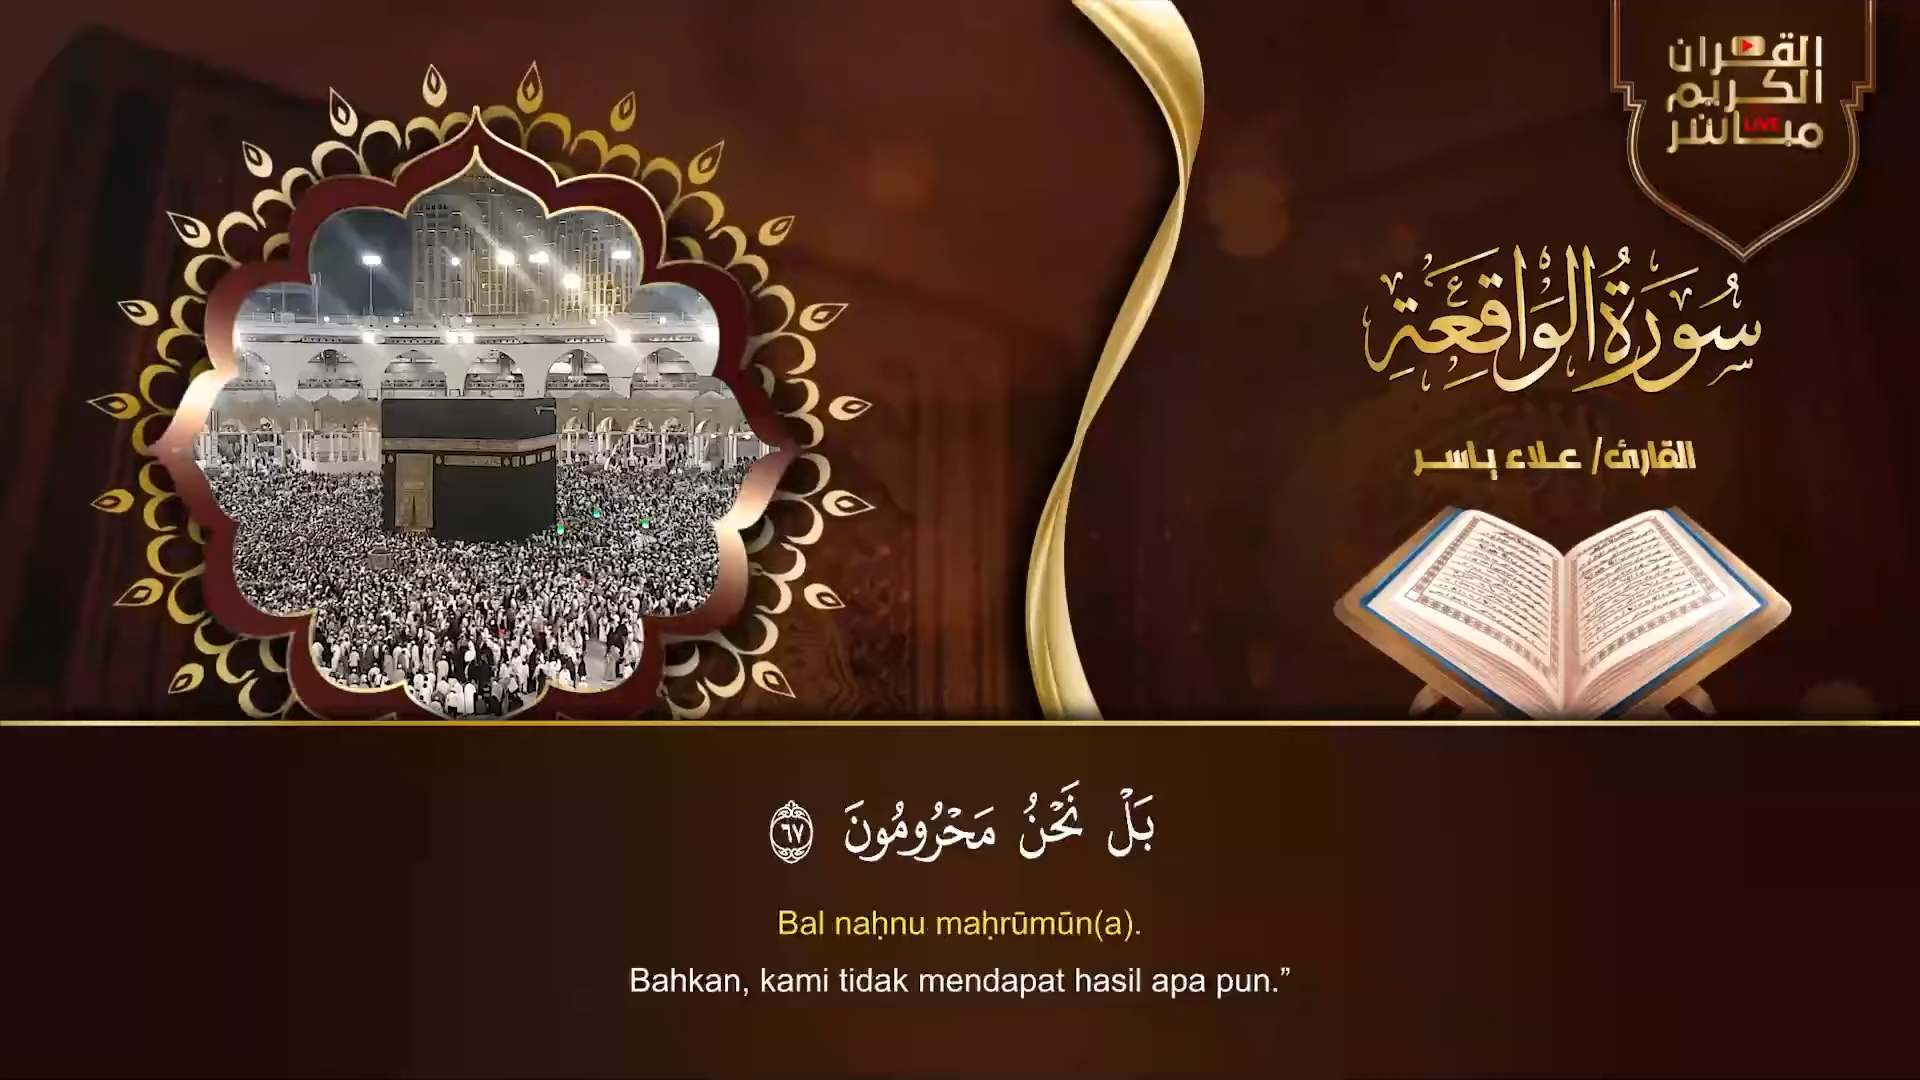 القرآن
الكريم
مباشر
LIVE
سُورَةُ الوَاقِعَةِ
القارئ/ علاء ياسر
بَلْ نَحْنُ مَحْرُومُونَ ٦٧
Bal naḥnu maḥrūmūn(a).
Bahkan, kami tidak mendapat hasil apa pun.”